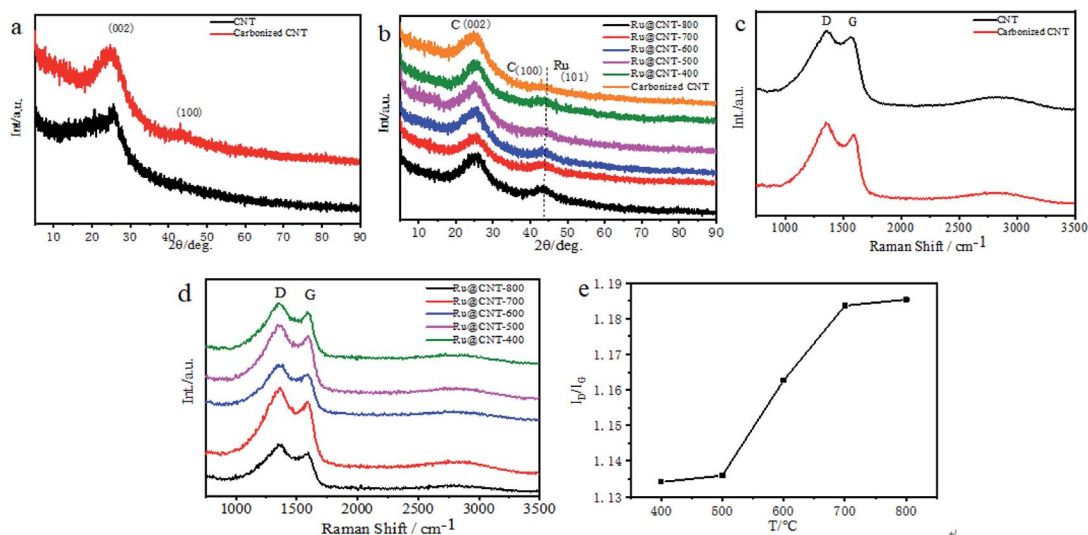 a
CNT
Carbonized CNT
(002)
(100)
Int/a.u.
10 20 30 40 50 60 70 80 90
2θ/deg.
b
C (002)
C (100)
Ru
(101)
Ru@CNT-800
Ru@CNT-700
Ru@CNT-600
Ru@CNT-500
Ru@CNT-400
Carbonized CNT
Int/a.u.
10 20 30 40 50 60 70 80 90
2θ/deg.
c
D G
CNT
Carbonized CNT
Int./a.u.
1000 1500 2000 2500 3000 3500
Raman Shift / cm-1
d
D G
Ru@CNT-800
Ru@CNT-700
Ru@CNT-600
Ru@CNT-500
Ru@CNT-400
Int./a.u.
1000 1500 2000 2500 3000 3500
Raman Shift / cm-1
e
1.19
1.18
1.17
1.16
1.15
1.14
1.13
ID/IG
400 500 600 700 800
T/°C